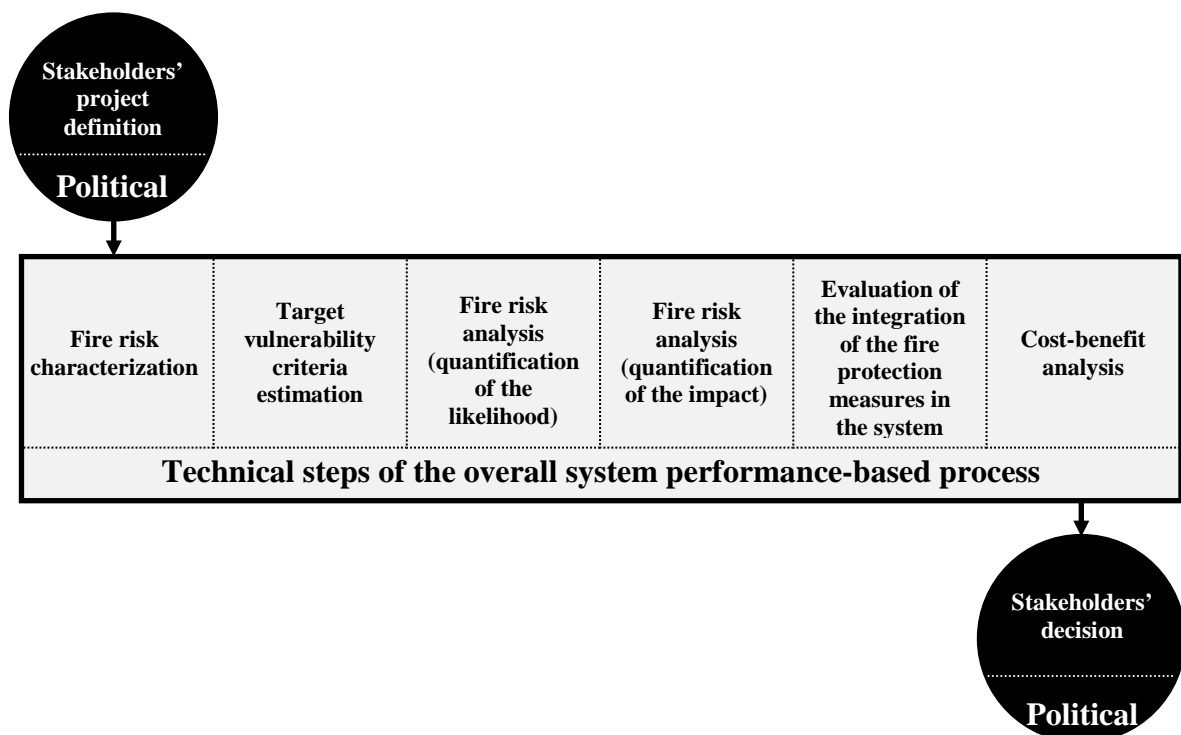 Stakeholders’
project
definition
Political
Fire risk
characterization
Target
vulnerability
criteria
estimation
Fire risk
analysis
(quantification
of the
likelihood)
Fire risk
analysis
(quantification
of the impact)
Evaluation of
the integration
of the fire
protection
measures in
the system
Cost-benefit
analysis
Technical steps of the overall system performance-based process
Stakeholders’
decision
Political